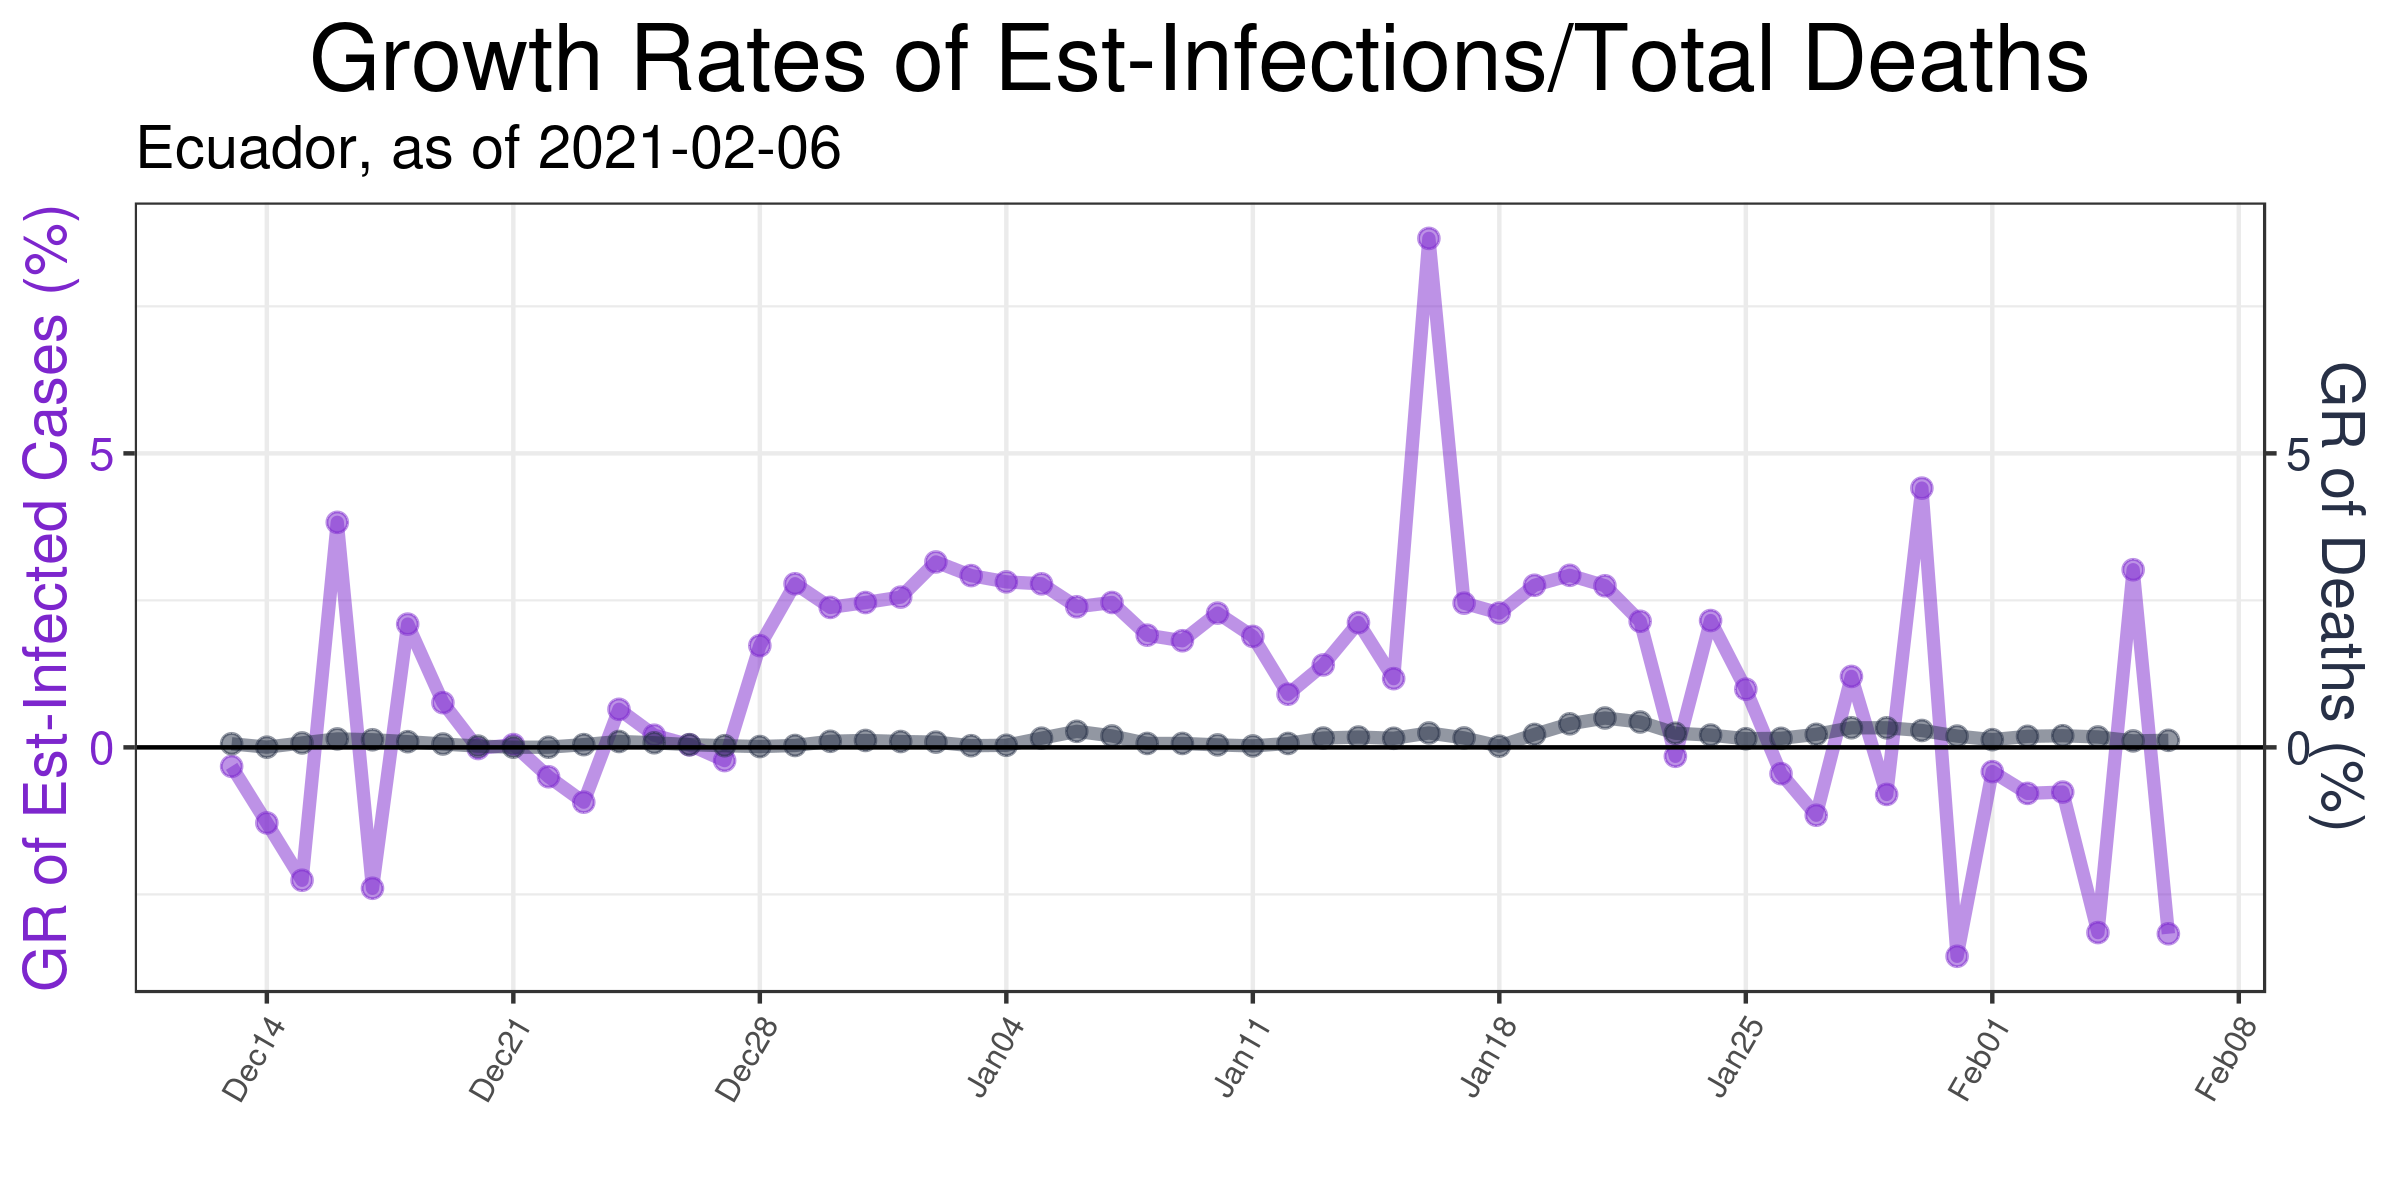 Growth Rates of Est-Infections/Total Deaths
Ecuador, as of 2021-02-06
GR of Est-Infected Cases (%)
5
0
5
0
GR of Deaths (%)
Dec14
Dec21
Dec28
Jan04
Jan11
Jan18
Jan25
Feb01
Feb08